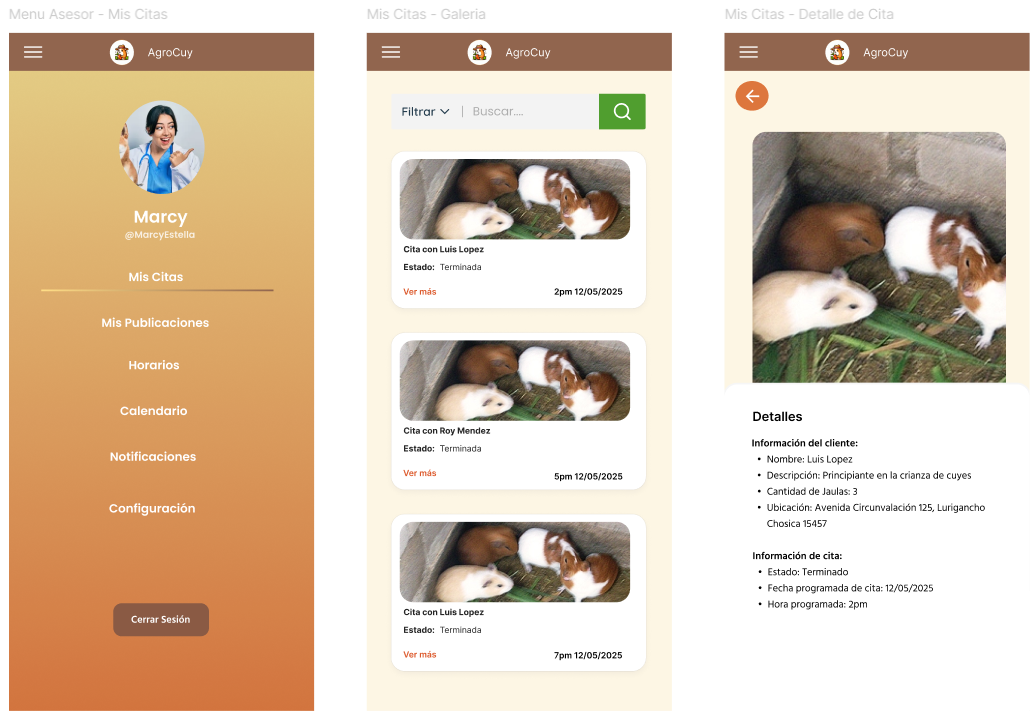 Menu Asesor - Mis Citas
AgroCuy
Marcy
@MarcyEstella
Mis Citas
Mis Publicaciones
Horarios
Calendario
Notificaciones
Configuración
Cerrar Sesión
Mis Citas - Galeria
AgroCuy
Filtrar | Buscar....
Cita con Luis Lopez
Estado: Terminada
Ver más 2pm 12/05/2025
Cita con Roy Mendez
Estado: Terminada
Ver más 5pm 12/05/2025
Cita con Luis Lopez
Estado: Terminada
Ver más 7pm 12/05/2025
Mis Citas - Detalle de Cita
AgroCuy
Detalles
Información del cliente:
• Nombre: Luis Lopez
• Descripción: Principiante en la crianza de cuyes
• Cantidad de Jaulas: 3
• Ubicación: Avenida Circunvalación 125, Lurigancho
Chosica 15457
Información de cita:
• Estado: Terminado
• Fecha programada de cita: 12/05/2025
• Hora programada: 2pm